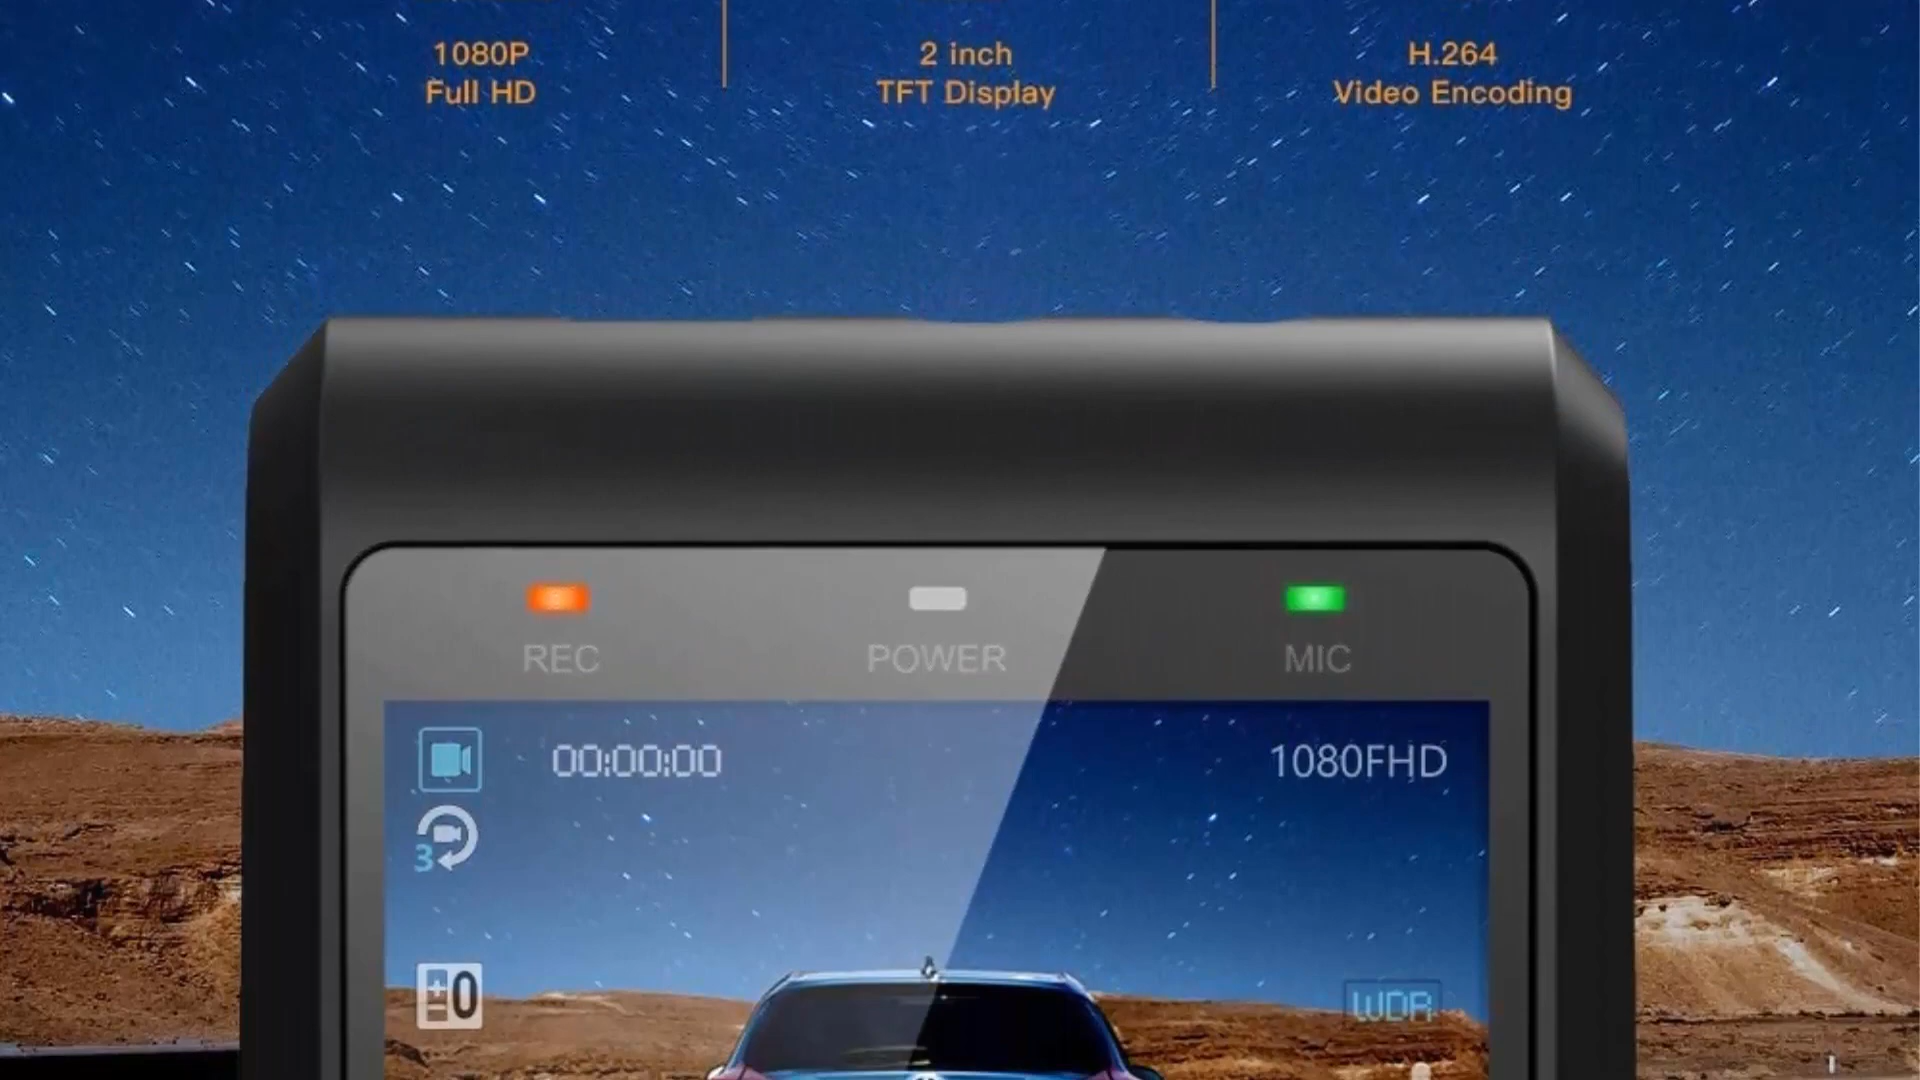 1080P
Full HD
2 inch
TFT Display
H.264
Video Encoding
REC
POWER
MIC
00:00:00
1080FHD
3
±0
WDR